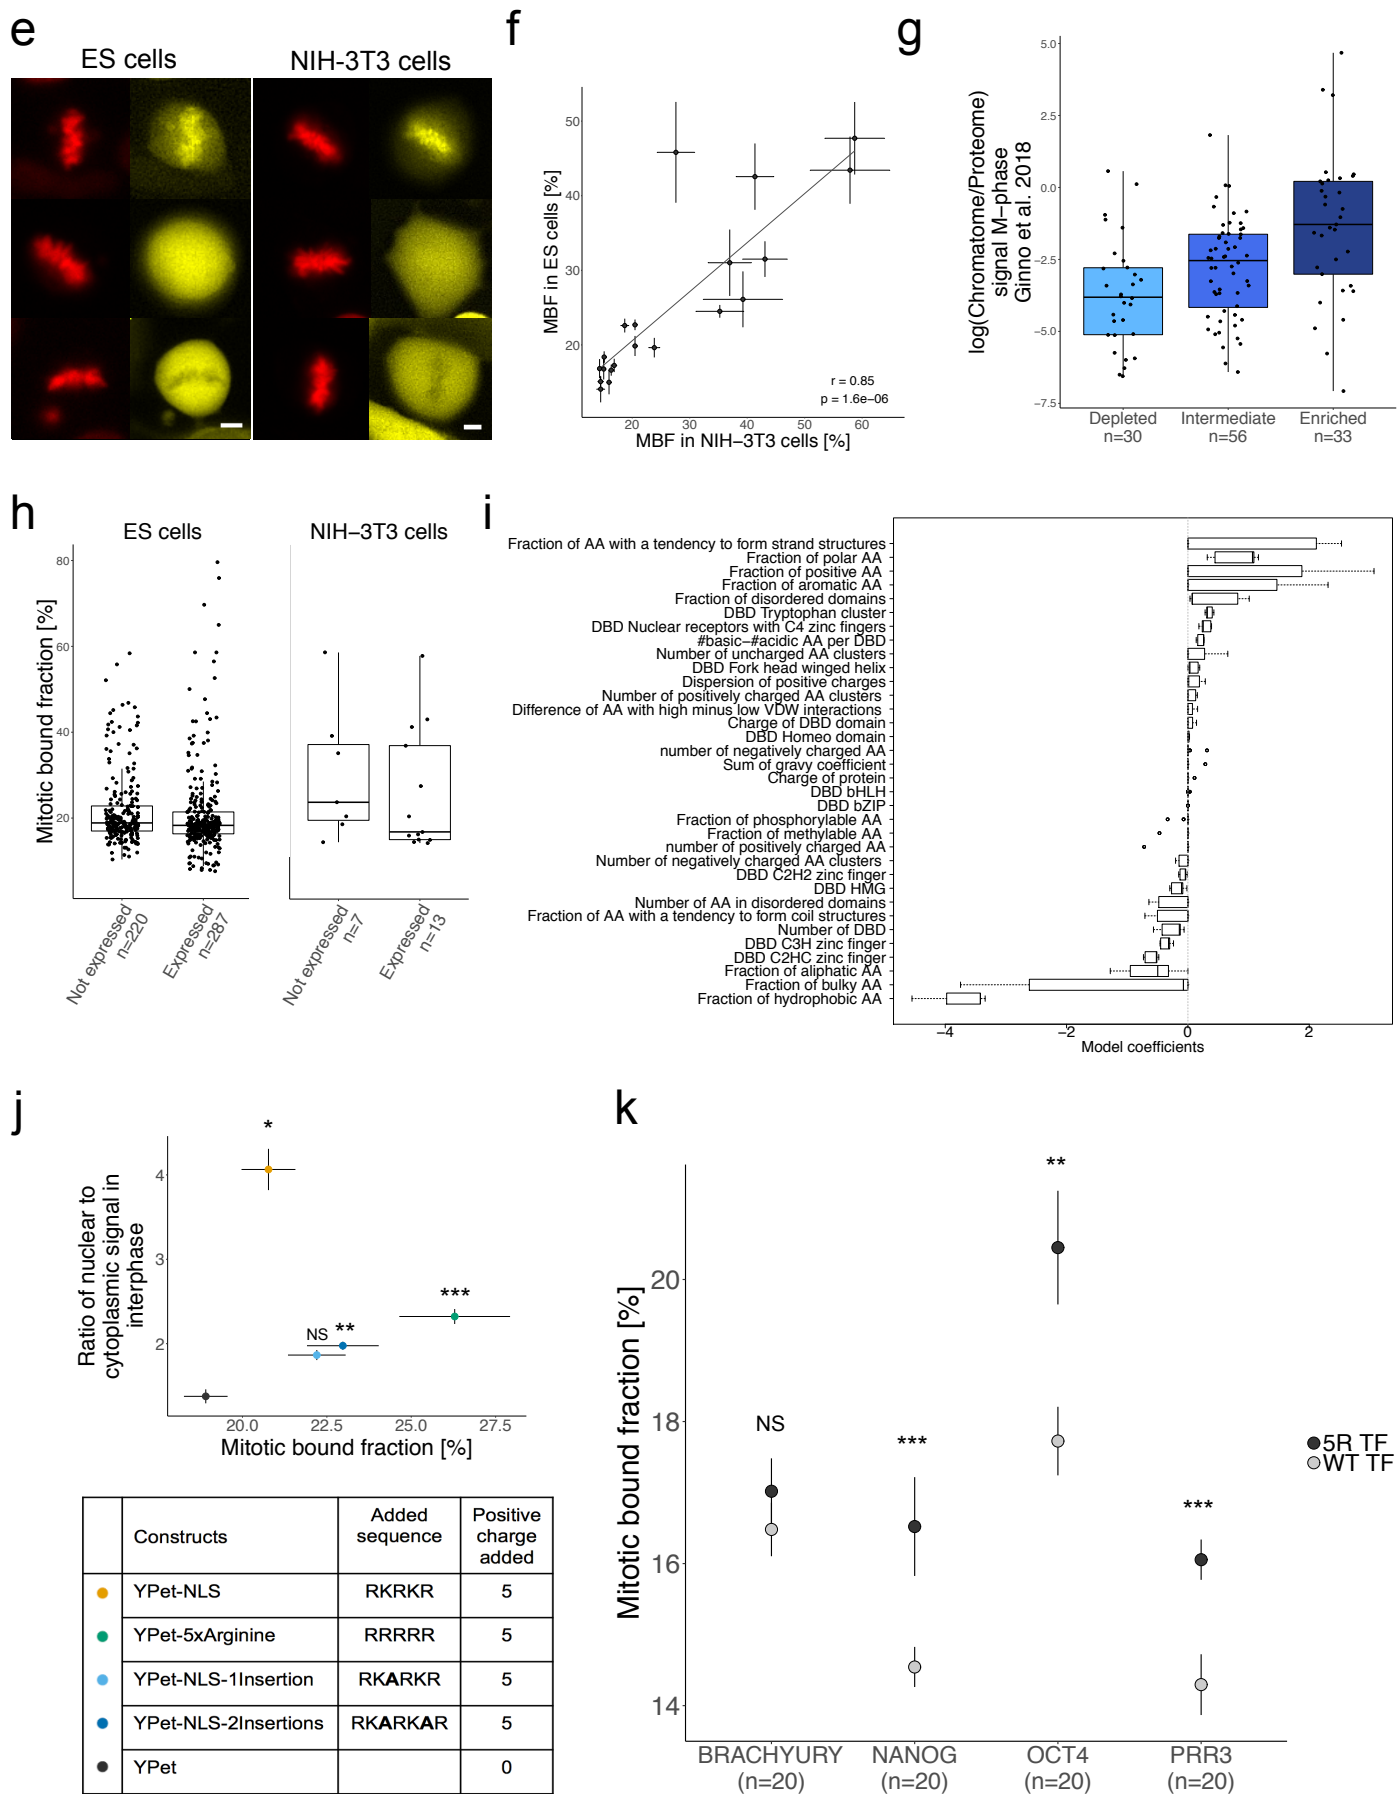 e
ES cells
NIH-3T3 cells
f
MBF in ES cells [%]
50
40
30
20
r = 0.85
p = 1.6e−06
20
30
40
50
60
MBF in NIH−3T3 cells [%]
g
log(Chromatome/Proteome)
signal M−phase
Ginno et al. 2018
5.0
2.5
0.0
−2.5
−5.0
−7.5
Depleted
n=30
Intermediate
n=56
Enriched
n=33
h
ES cells
NIH−3T3 cells
Mitotic bound fraction [%]
80
60
40
20
Not expressed
n=220
Expressed
n=287
Not expressed
n=7
Expressed
n=13
i
Fraction of AA with a tendency to form strand structures
Fraction of polar AA
Fraction of positive AA
Fraction of aromatic AA
Fraction of disordered domains
DBD Tryptophan cluster
DBD Nuclear receptors with C4 zinc fingers
#basic−#acidic AA per DBD
Number of uncharged AA clusters
DBD Fork head winged helix
Dispersion of positive charges
Number of positively charged AA clusters
Difference of AA with high minus low VDW interactions
Charge of DBD domain
DBD Homeo domain
number of negatively charged AA
Sum of gravy coefficient
Charge of protein
DBD bHLH
DBD bZIP
Fraction of phosphorylable AA
Fraction of methylable AA
number of positively charged AA
Number of negatively charged AA clusters
DBD C2H2 zinc finger
DBD HMG
Number of AA in disordered domains
Fraction of AA with a tendency to form coil structures
Number of DBD
DBD C3H zinc finger
DBD C2HC zinc finger
Fraction of aliphatic AA
Fraction of bulky AA
Fraction of hydrophobic AA
−4
−2
0
2
Model coefficients
j
Ratio of nuclear to
cytoplasmic signal in
interphase
4
3
2
*
NS
**
***
20.0
22.5
25.0
27.5
Mitotic bound fraction [%]
Constructs
Added
sequence
Positive
charge
added
YPet-NLS RKRKR 5
YPet-5xArginine RRRRR 5
YPet-NLS-1Insertion RKARKR 5
YPet-NLS-2Insertions RKARKAR 5
YPet 0
k
Mitotic bound fraction [%]
20
18
16
14
NS
***
**
***
5R TF
WT TF
BRACHYURY
(n=20)
NANOG
(n=20)
OCT4
(n=20)
PRR3
(n=20)